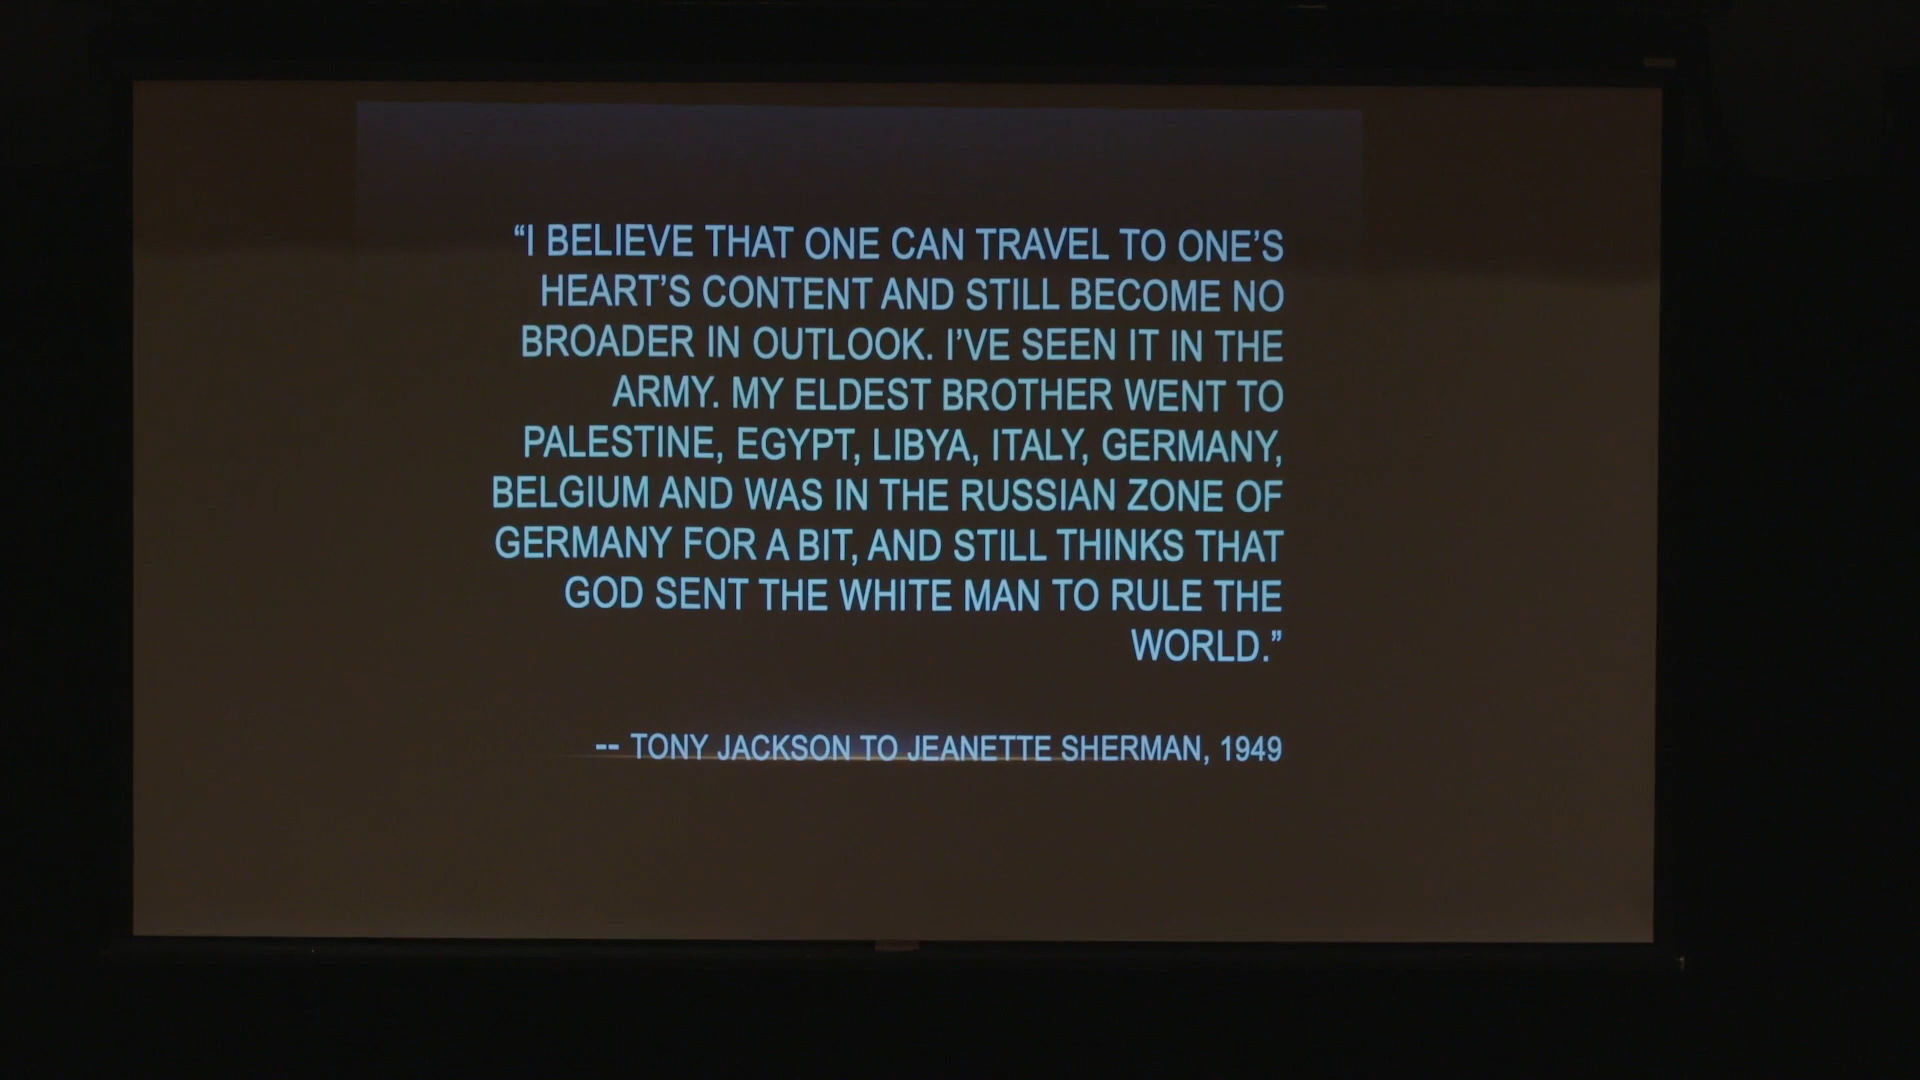 “I BELIEVE THAT ONE CAN TRAVEL TO ONE’S
HEART’S CONTENT AND STILL BECOME NO
BROADER IN OUTLOOK. I’VE SEEN IT IN THE
ARMY. MY ELDEST BROTHER WENT TO
PALESTINE, EGYPT, LIBYA, ITALY, GERMANY,
BELGIUM AND WAS IN THE RUSSIAN ZONE OF
GERMANY FOR A BIT, AND STILL THINKS THAT
GOD SENT THE WHITE MAN TO RULE THE
WORLD.”
-- TONY JACKSON TO JEANETTE SHERMAN, 1949